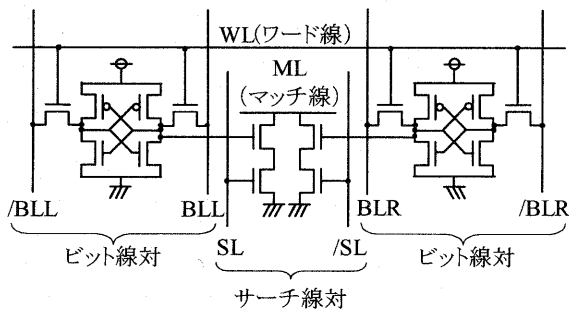 WL(ワード線)
ML
(マッチ線)
/BLL
BLL
BLR
/BLR
SL
/SL
ビット線対
ビット線対
サーチ線対